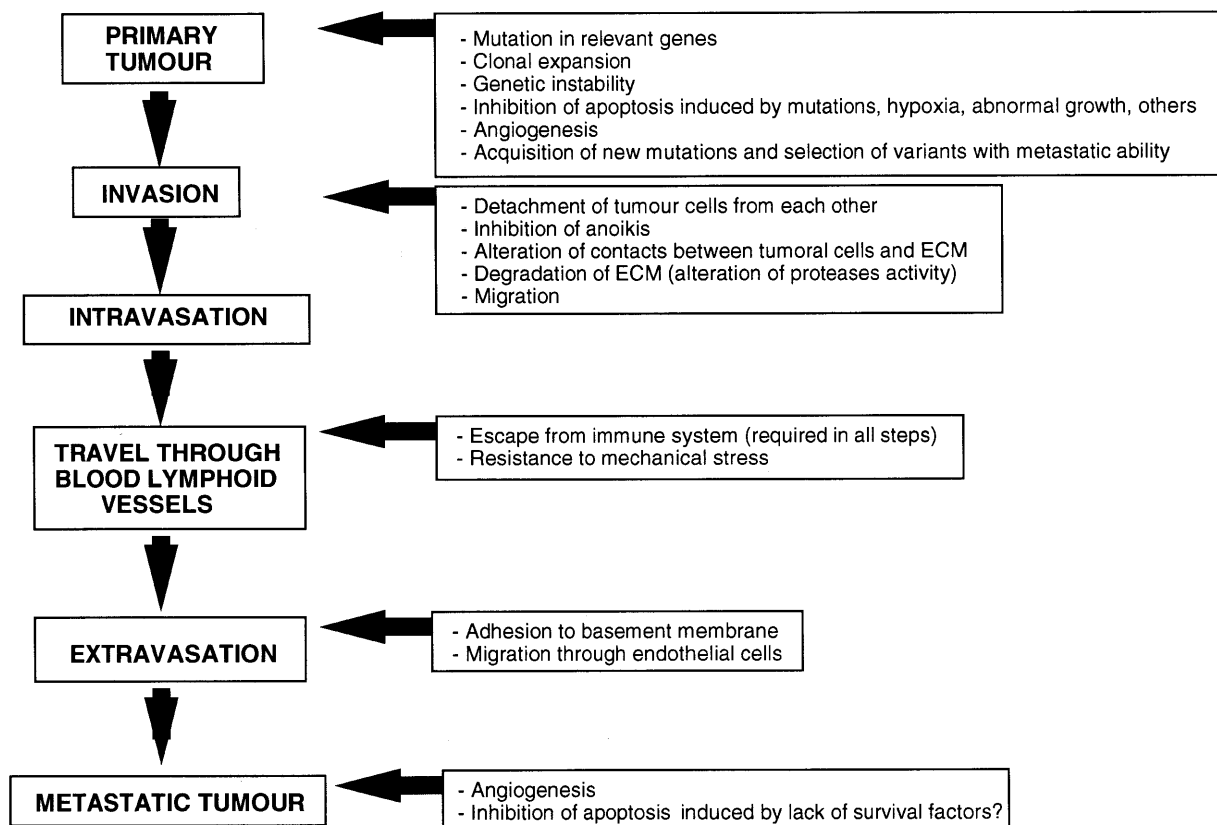 PRIMARY
TUMOUR
- Mutation in relevant genes
- Clonal expansion
- Genetic instability
- Inhibition of apoptosis induced by mutations, hypoxia, abnormal growth, others
- Angiogenesis
- Acquisition of new mutations and selection of variants with metastatic ability
INVASION
- Detachment of tumour cells from each other
- Inhibition of anoikis
- Alteration of contacts between tumoral cells and ECM
- Degradation of ECM (alteration of proteases activity)
- Migration
INTRAVASATION
TRAVEL THROUGH
BLOOD LYMPHOID
VESSELS
- Escape from immune system (required in all steps)
- Resistance to mechanical stress
EXTRAVASATION
- Adhesion to basement membrane
- Migration through endothelial cells
METASTATIC TUMOUR
- Angiogenesis
- Inhibition of apoptosis induced by lack of survival factors?